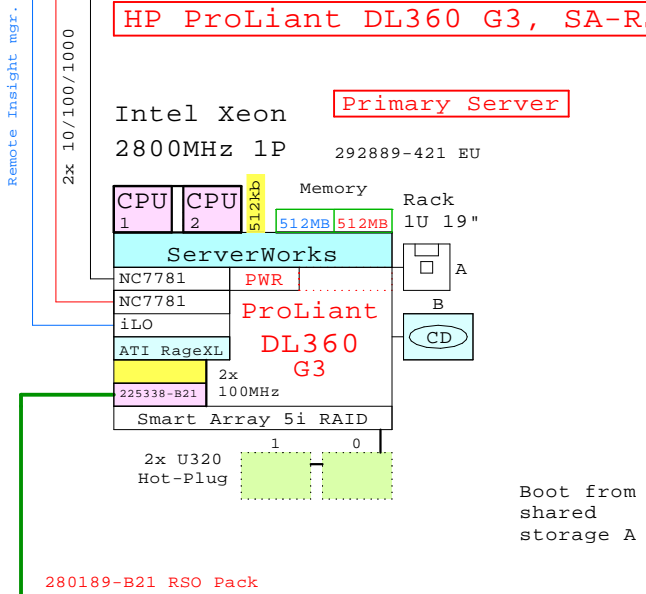 HP ProLiant DL360 G3, SA-R
Remote Insight mgr.
2x 10/100/1000
Primary Server
Intel Xeon
2800MHz 1P
292889-421 EU
CPU
1
CPU
2
512kb
Memory
512MB 512MB
Rack
1U 19"
ServerWorks
NC7781
PWR
A
NC7781
ProLiant
DL360
G3
iLO
B
CD
ATI RageXL
2x
100MHz
225338-B21
Smart Array 5i RAID
1 0
2x U320
Hot-Plug
Boot from
shared
storage A
280189-B21 RSO Pack